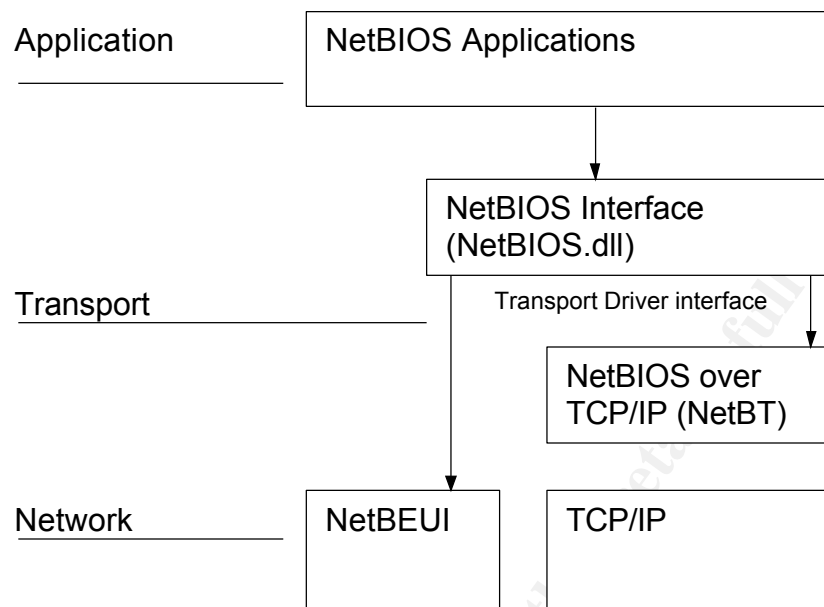 Application
NetBIOS Applications
NetBIOS Interface
(NetBIOS.dll)
Transport
Transport Driver interface
NetBIOS over
TCP/IP (NetBT)
Network
NetBEUI
TCP/IP